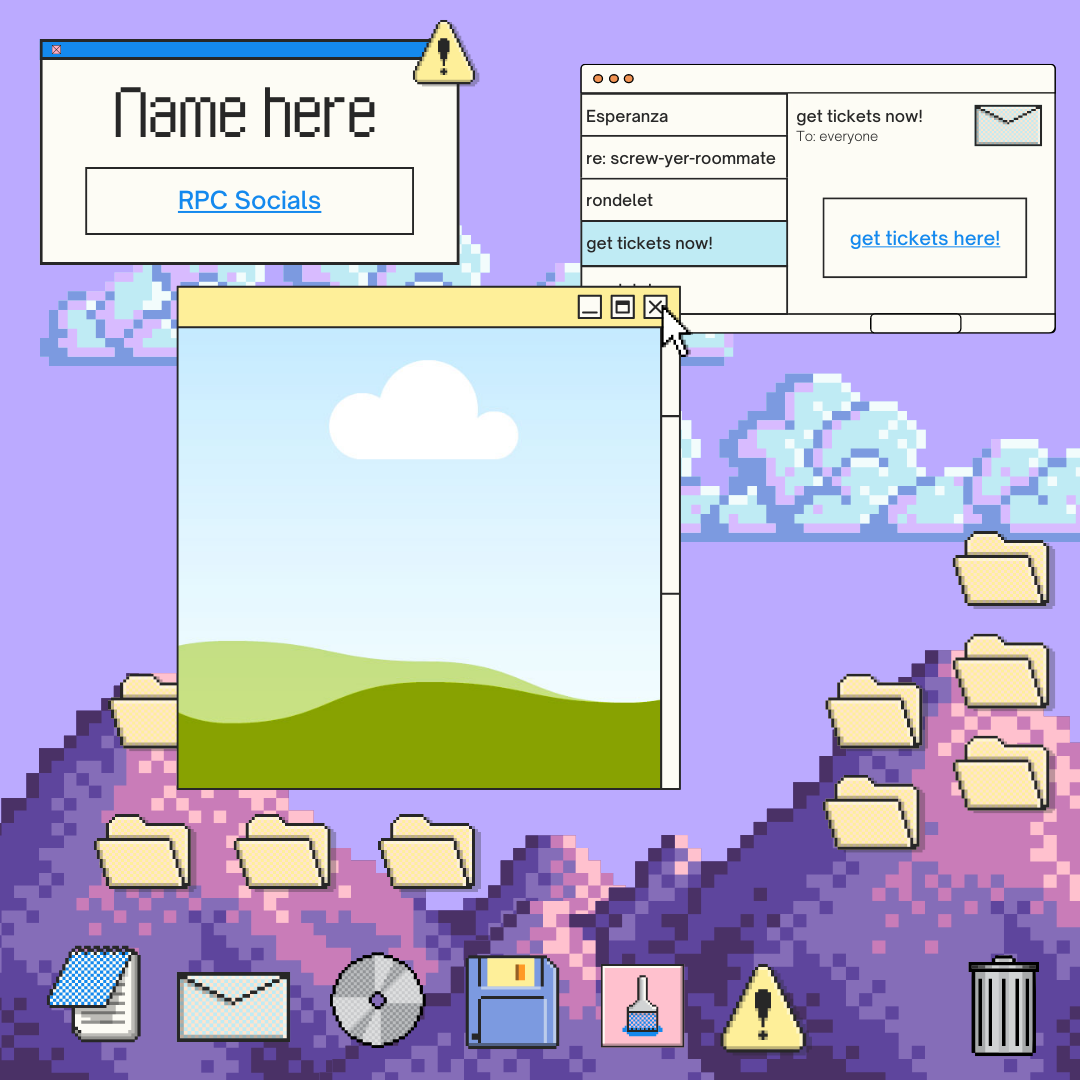 Name here
RPC Socials
Esperanza
re: screw-yer-roommate
rondelet
get tickets now!
get tickets now!
To: everyone
get tickets here!